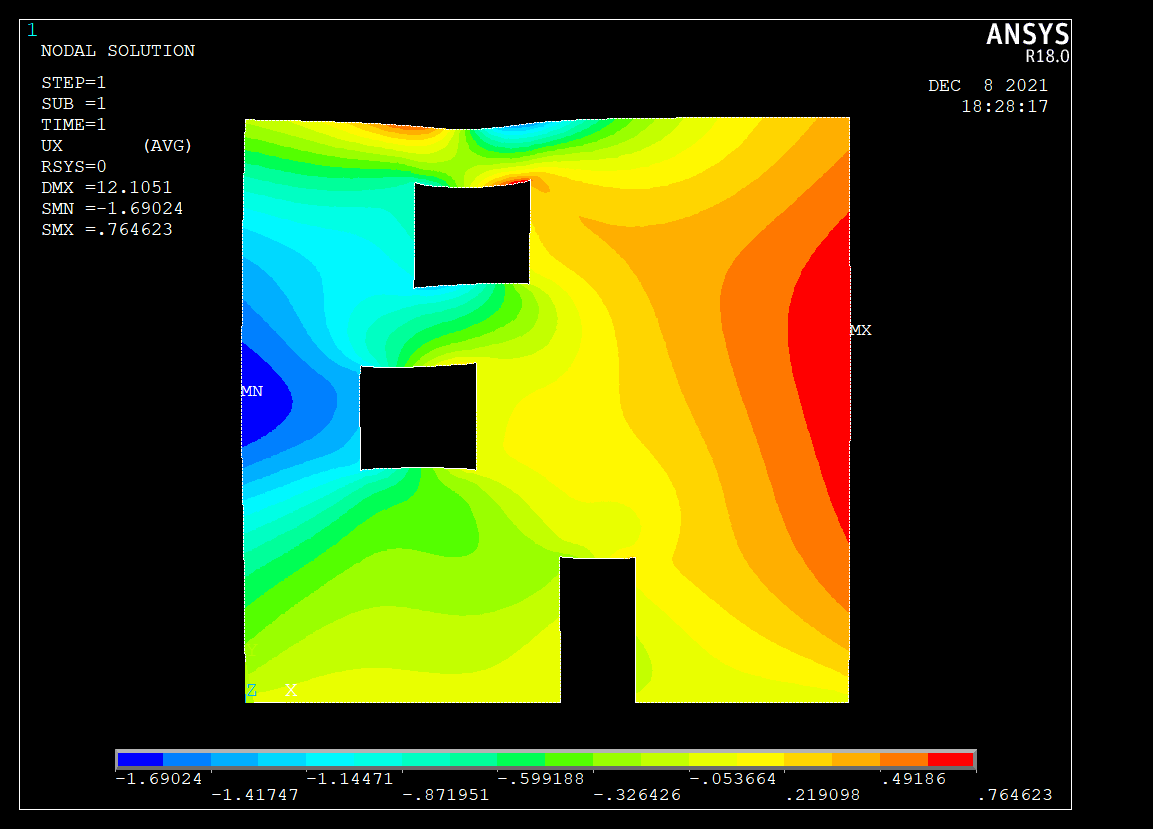 1
ANSYS
R18.0
NODAL SOLUTION
STEP=1
SUB =1
TIME=1
UX (AVG)
RSYS=0
DMX =12.1051
SMN =-1.69024
SMX =.764623
DEC 8 2021
18:28:17
MX
MN
Z X
-1.69024 -1.14471 -.599188 -.053664 .49186
-1.41747 -.871951 -.326426 .219098 .764623